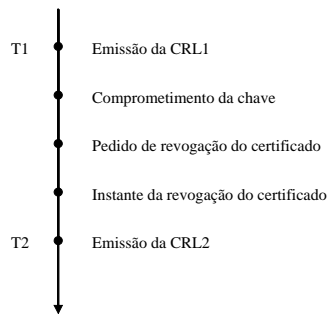 T1 Emissão da CRL1
Comprometimento da chave
Pedido de revogação do certificado
Instante da revogação do certificado
T2 Emissão da CRL2